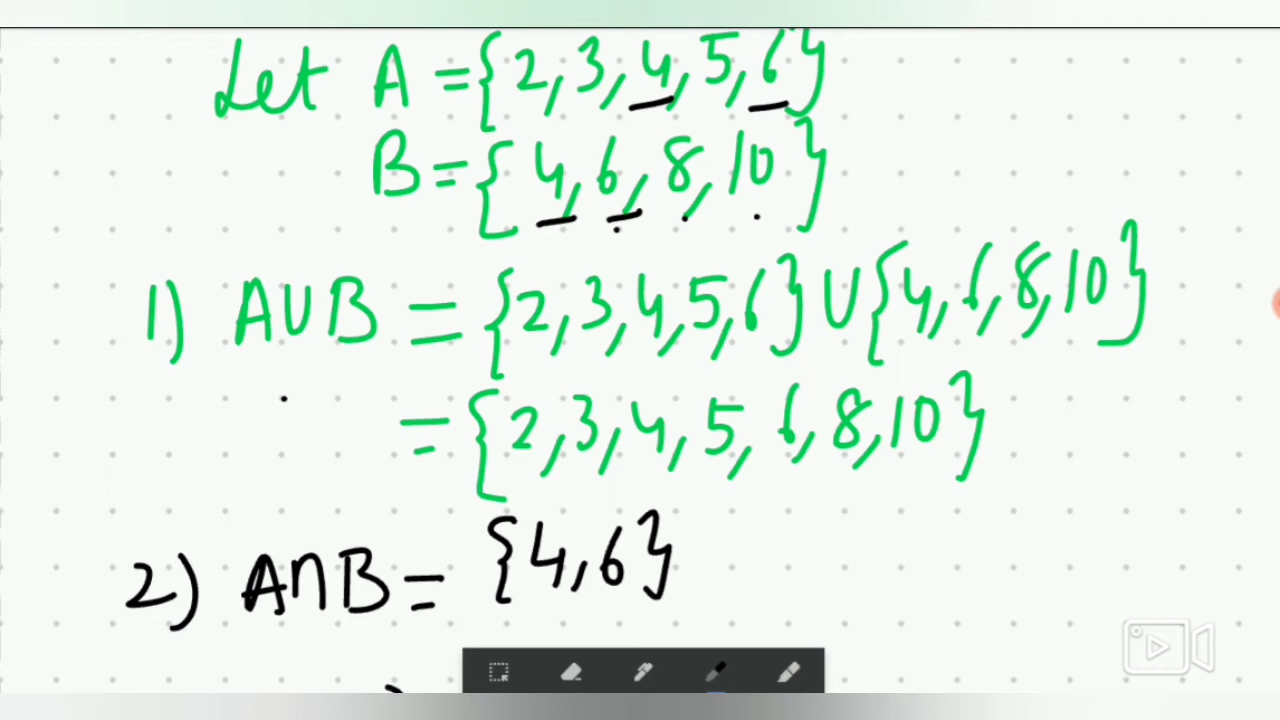 Let A = {2, 3, 4, 5, 6}
B = {4, 6, 8, 10}
1) A∪B = {2, 3, 4, 5, 6} ∪ {4, 6, 8, 10}
= {2, 3, 4, 5, 6, 8, 10}
2) A∩B = {4, 6}